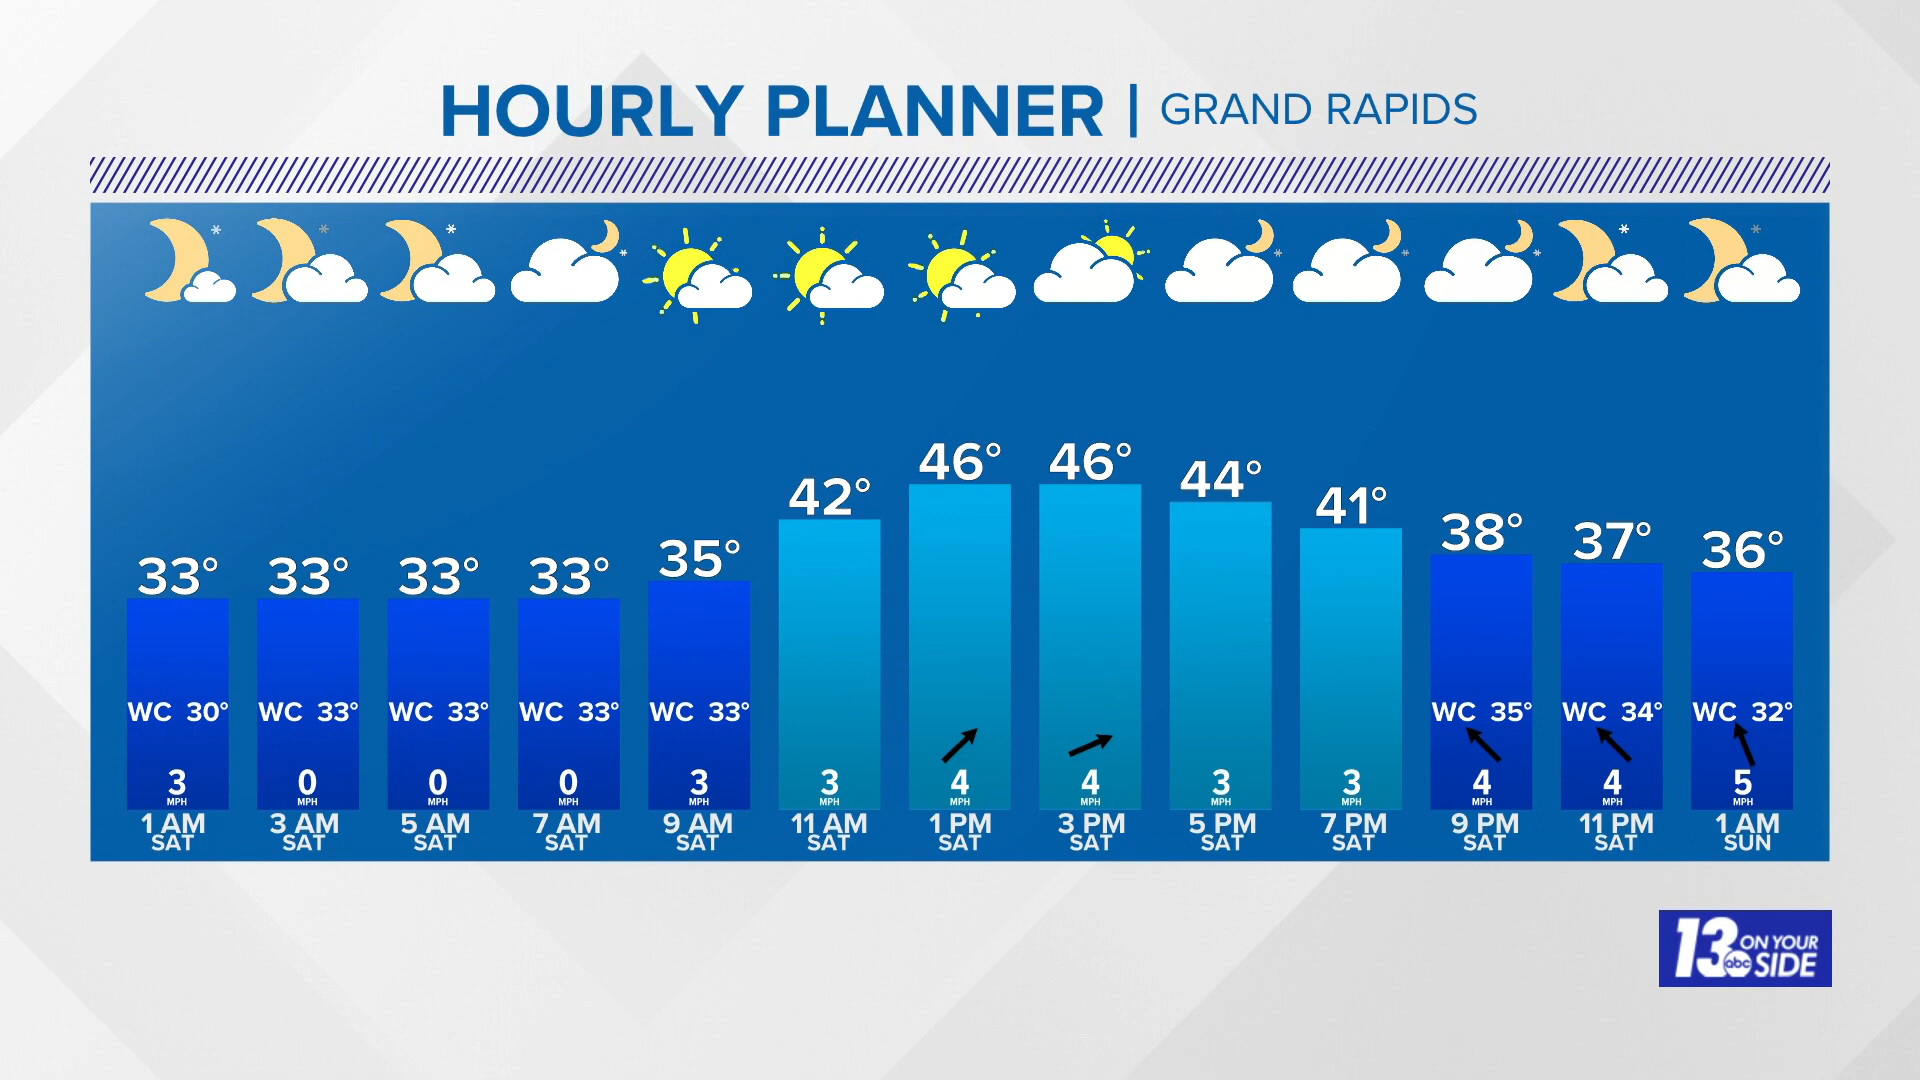 HOURLY PLANNER | GRAND RAPIDS
33° 33° 33° 33° 35° 42° 46° 46° 44° 41° 38° 37° 36°
WC 30° WC 33° WC 33° WC 33° WC 33° WC 35° WC 34° WC 32°
3 0 0 0 3 3 4 4 3 3 4 4 5
MPH MPH MPH MPH MPH MPH MPH MPH MPH MPH MPH MPH MPH
1 AM 3 AM 5 AM 7 AM 9 AM 11 AM 1 PM 3 PM 5 PM 7 PM 9 PM 11 PM 1 AM
SAT SAT SAT SAT SAT SAT SAT SAT SAT SAT SAT SAT SUN
13 ON YOUR
abc SIDE